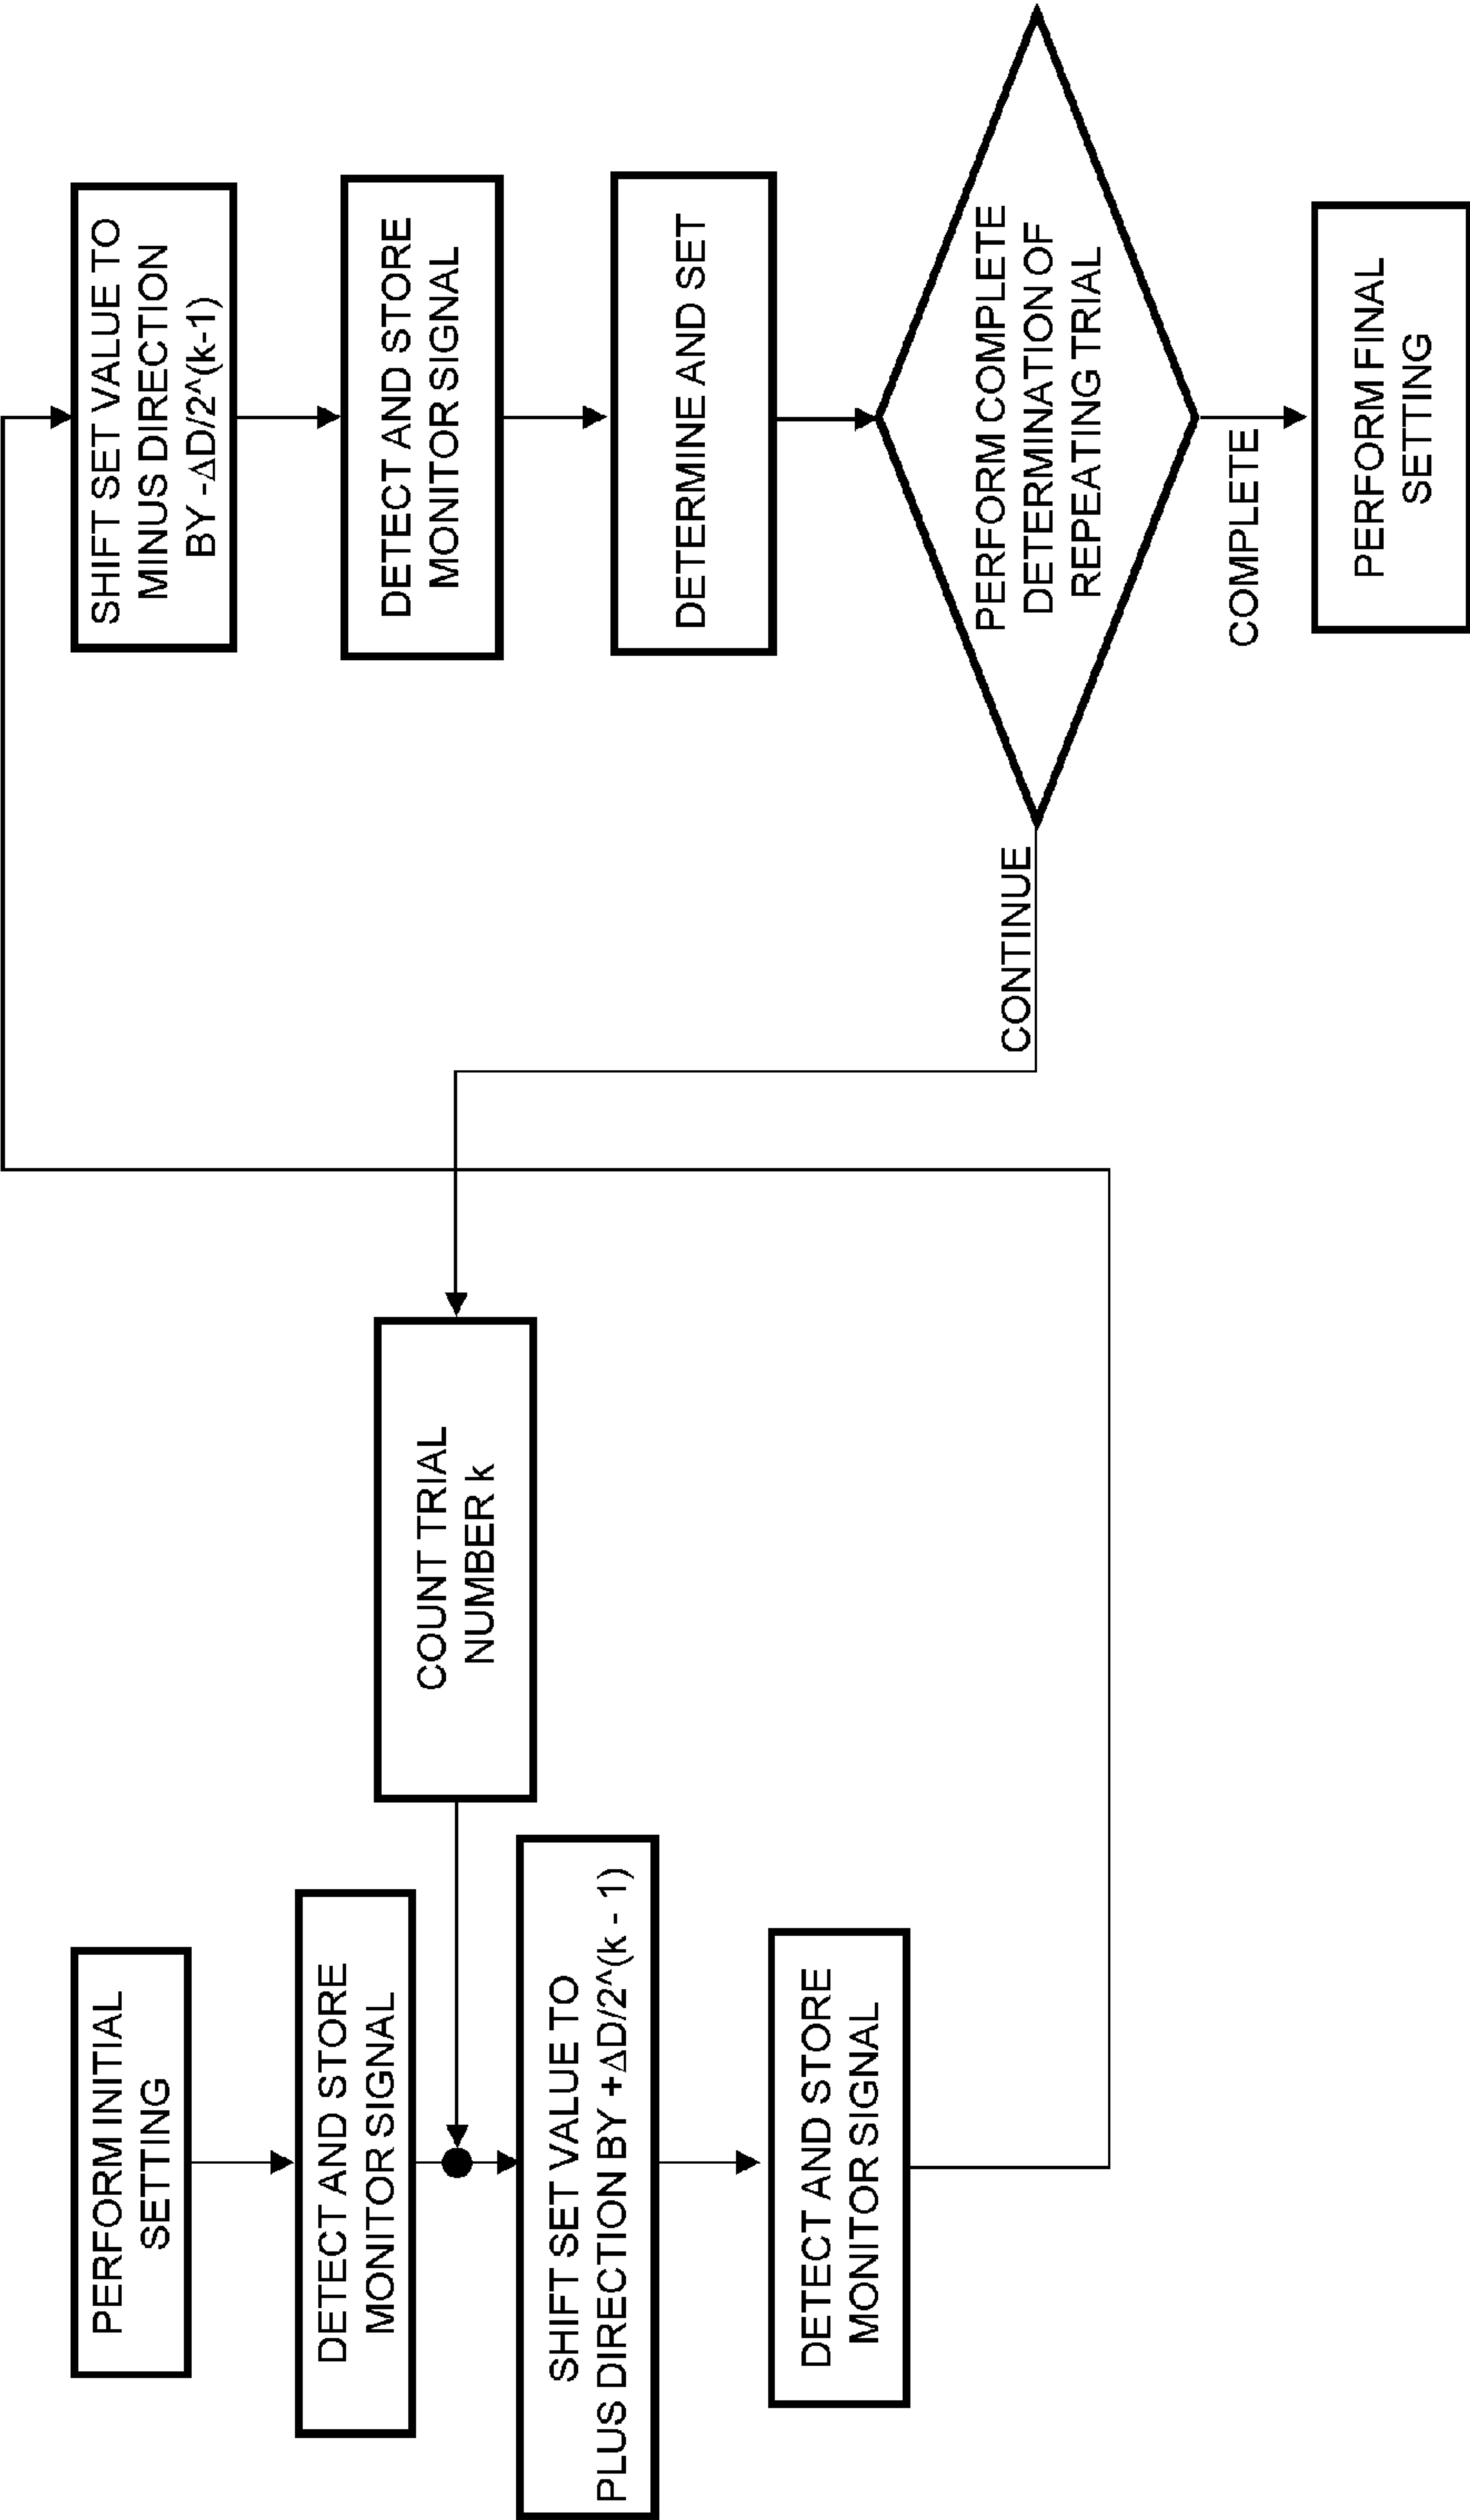 PERFORM INITIAL
SETTING
DETECT AND STORE
MONITOR SIGNAL
SHIFT SET VALUE TO
PLUS DIRECTION BY + ΔD/2^(k - 1)
DETECT AND STORE
MONITOR SIGNAL
COUNT TRIAL
NUMBER k
SHIFT SET VALUE TO
MINUS DIRECTION
BY -ΔD/2^(k-1)
DETECT AND STORE
MONITOR SIGNAL
DETERMINE AND SET
PERFORM COMPLETE
DETERMINATION OF
REPEATING TRIAL
CONTINUE
COMPLETE
PERFORM FINAL
SETTING